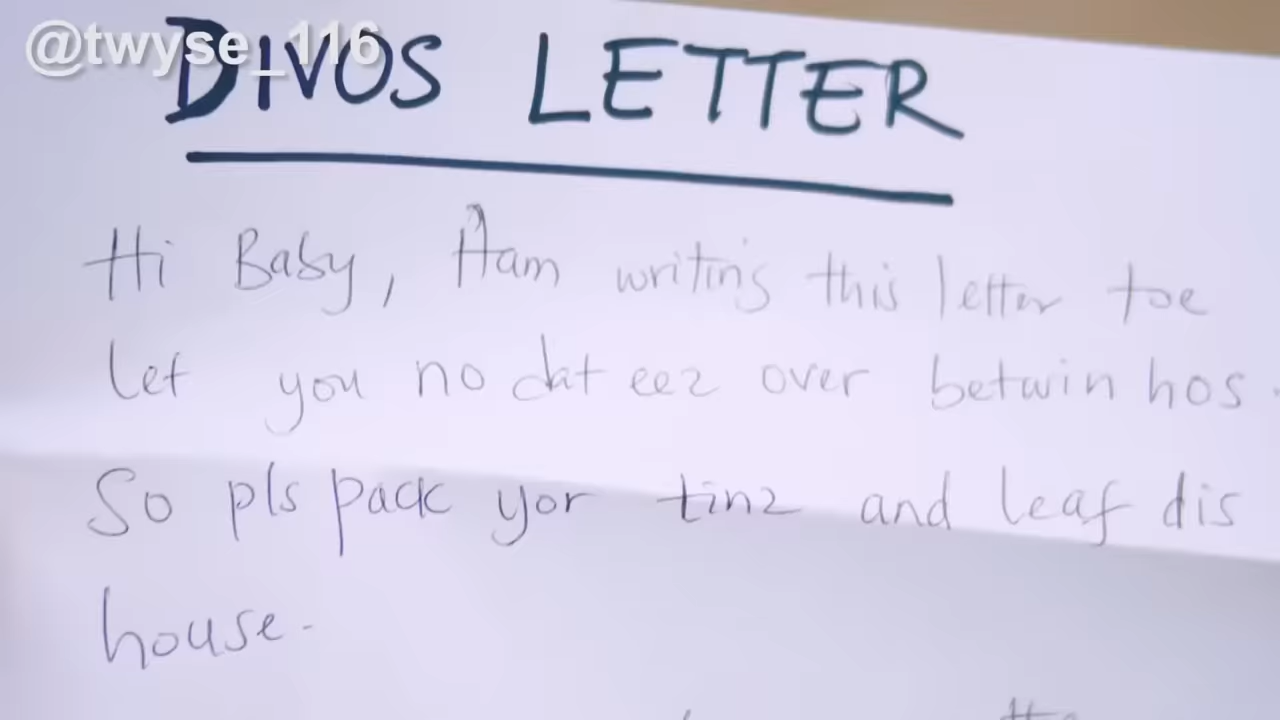 @twyse_116
DIVOS LETTER
Hi Baby, Aam writing this letter toe
let you no dat eez over betwin hos.
So pls pack yor tinz and leaf dis
house.